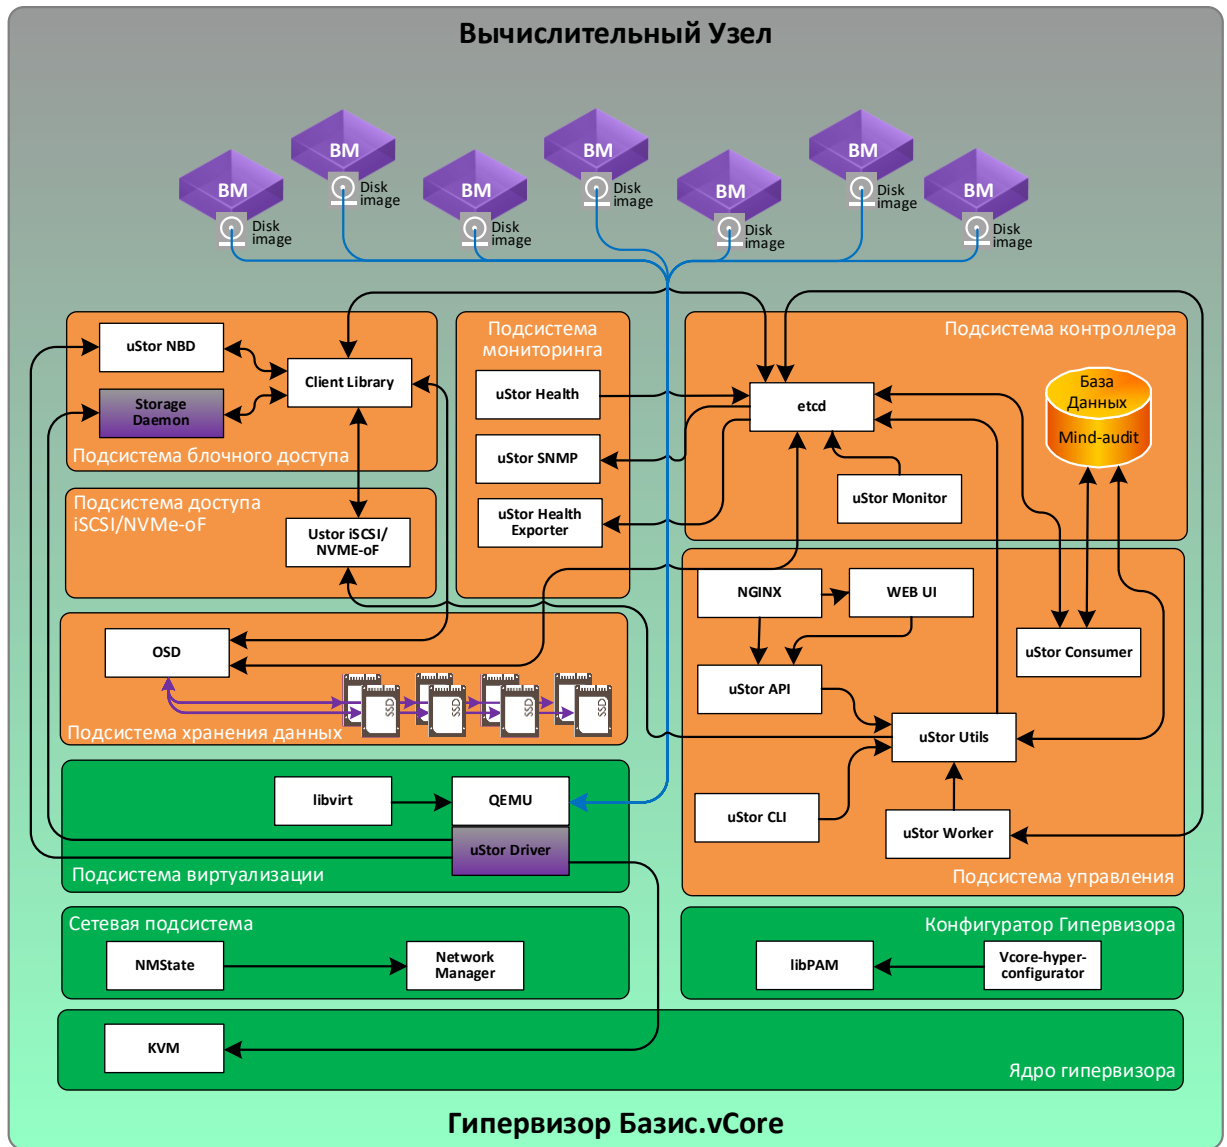 Вычислительный Узел
ВМ
ВМ
ВМ
ВМ
ВМ
ВМ
ВМ
Disk
image
Disk
image
Disk
image
Disk
image
Disk
image
Disk
image
Disk
image
uStor NBD
Client Library
Storage
Daemon
Подсистема блочного доступа
Подсистема
мониторинга
uStor Health
uStor SNMP
uStor Health
Exporter
Подсистема контроллера
etcd
База
Данных
Mind-audit
uStor Monitor
Подсистема доступа
iSCSI/NVMe-oF
Ustor iSCSI/
NVME-oF
NGINX
WEB UI
uStor Consumer
uStor API
uStor Utils
uStor CLI
uStor Worker
Подсистема управления
OSD
SSD
SSD
SSD
SSD
Подсистема хранения данных
libvirt
QEMU
uStor Driver
Подсистема виртуализации
Сетевая подсистема
NMState
Network
Manager
Конфигуратор Гипервизора
libPAM
Vcore-hyper-
configurator
KVM
Ядро гипервизора
Гипервизор Базис.vCore